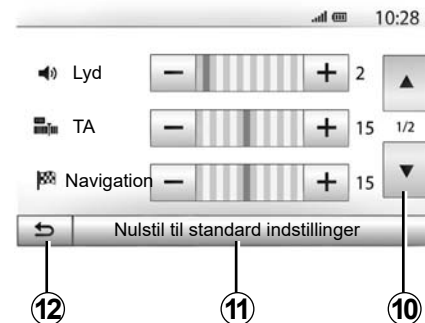 10:28
Lyd − + 2
TA − + 15 1/2
Navigation − + 15
Nulstil til standard indstillinger
12 11 10